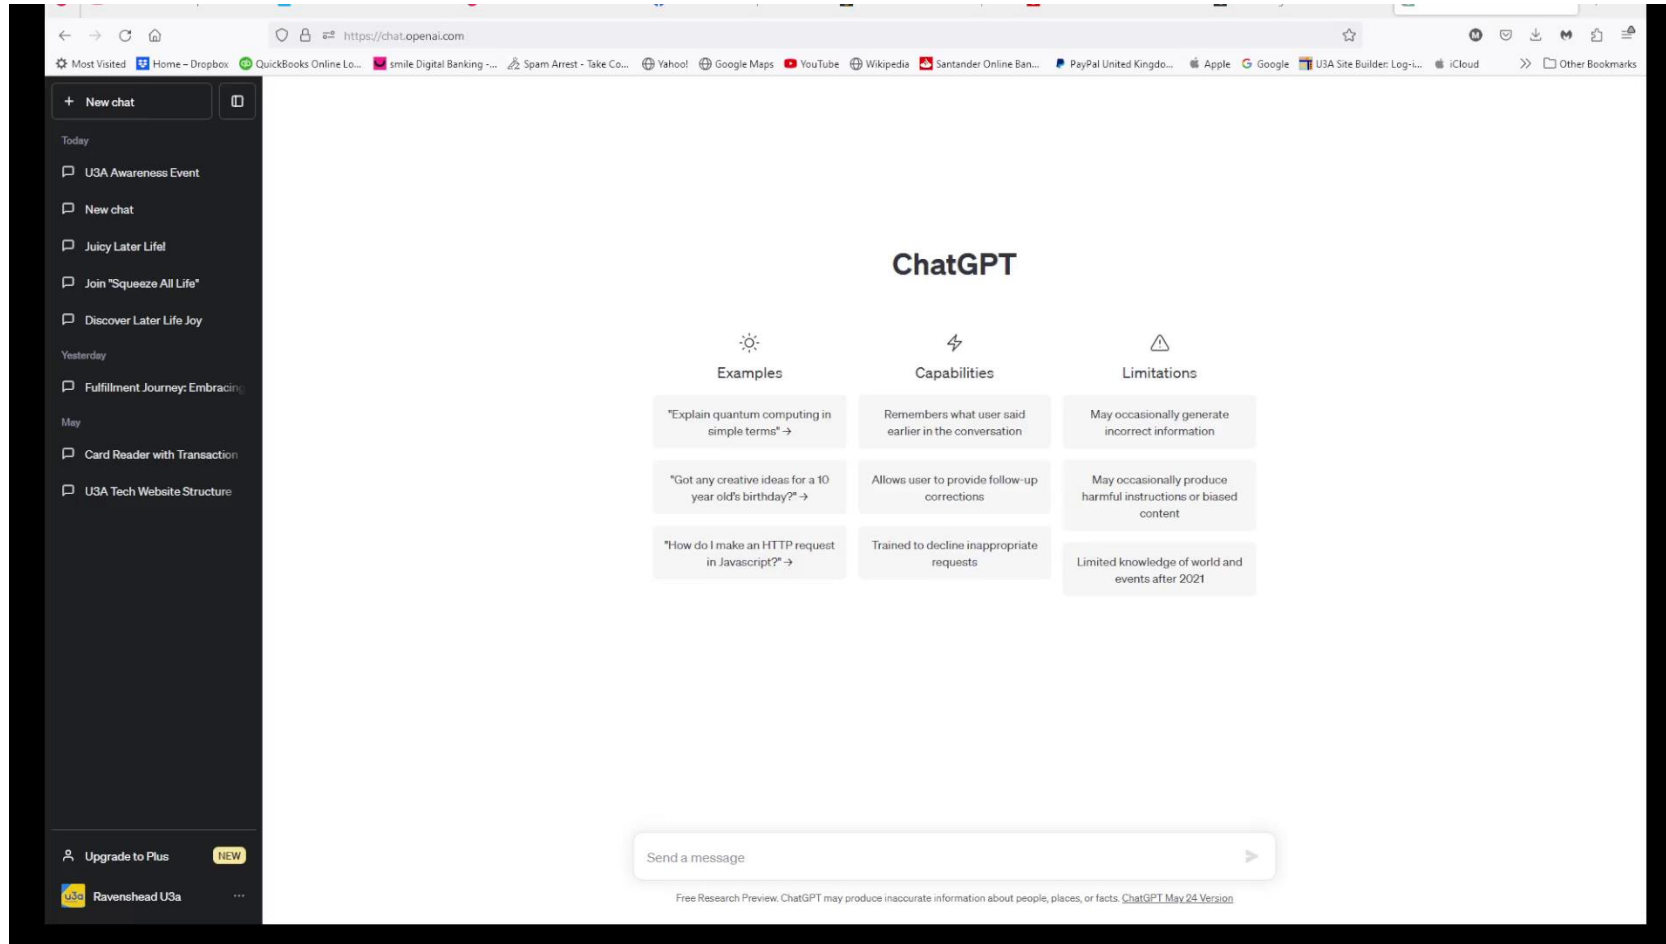 https://chat.openai.com
Most Visited Home – Dropbox QuickBooks Online Lo... smile Digital Banking -... Spam Arrest - Take Co... Yahoo! Google Maps YouTube Wikipedia Santander Online Ban... PayPal United Kingdo... Apple Google U3A Site Builder: Log-i... iCloud Other Bookmarks
+ New chat
Today
U3A Awareness Event
New chat
Juicy Later Life!
Join "Squeeze All Life"
Discover Later Life Joy
Yesterday
Fulfillment Journey: Embracing
May
Card Reader with Transaction
U3A Tech Website Structure
Upgrade to Plus NEW
u3a Ravenshead U3a ...
ChatGPT
Examples
"Explain quantum computing in
simple terms" →
"Got any creative ideas for a 10
year old's birthday?" →
"How do I make an HTTP request
in Javascript?" →
Capabilities
Remembers what user said
earlier in the conversation
Allows user to provide follow-up
corrections
Trained to decline inappropriate
requests
Limitations
May occasionally generate
incorrect information
May occasionally produce
harmful instructions or biased
content
Limited knowledge of world and
events after 2021
Send a message
Free Research Preview. ChatGPT may produce inaccurate information about people, places, or facts. ChatGPT May 24 Version